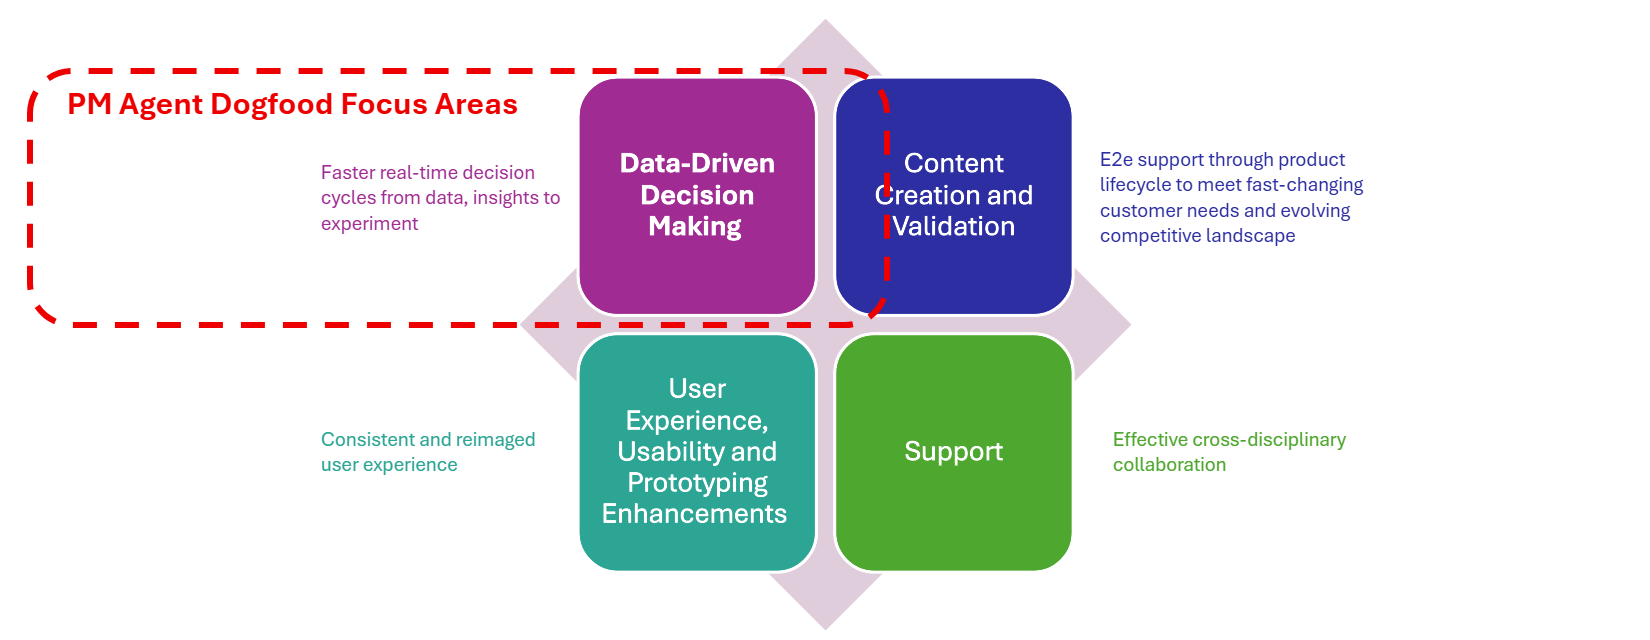 PM Agent Dogfood Focus Areas
Faster real-time decision
cycles from data, insights to
experiment
Data-Driven
Decision
Making
Content
Creation and
Validation
E2e support through product
lifecycle to meet fast-changing
customer needs and evolving
competitive landscape
Consistent and reimaged
user experience
User
Experience,
Usability and
Prototyping
Enhancements
Support
Effective cross-disciplinary
collaboration